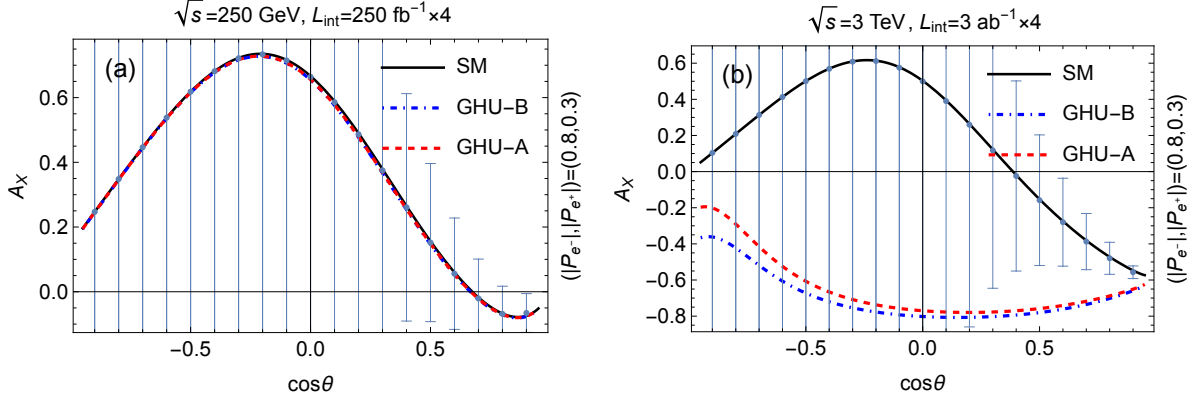 √s=250 GeV, L_int=250 fb⁻¹×4
(a)
SM
GHU-B
GHU-A
A_X
0.6
0.4
0.2
0.0
-0.5
0.0
0.5
cosθ
(|P_e⁻|,|P_e⁺|)=(0.8,0.3)
√s=3 TeV, L_int=3 ab⁻¹×4
(b)
SM
GHU-B
GHU-A
A_X
0.6
0.4
0.2
0.0
-0.2
-0.4
-0.6
-0.8
-0.5
0.0
0.5
cosθ
(|P_e⁻|,|P_e⁺|)=(0.8,0.3)